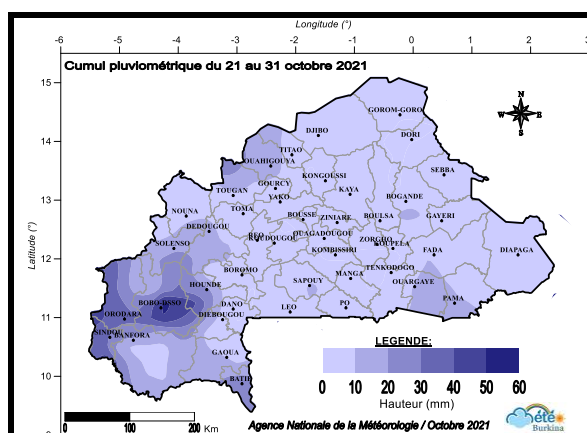 Longitude (°)
-6 -5 -4 -3 -2 -1 0 1 2 3
Cumul pluviométrique du 21 au 31 octobre 2021
15
14
13
12
11
10
9
Latitude (°)
N
W E
S
GOROM-GORO
DJIBO
DORI
TITAO
OUAHIGOUYA
SEBBA
KONGOUSSI
TOUGAN
GOURCY
KAYA
YAKO
BOGANDE
NOUNA
TOMA
BOUSSE
ZINIARE
BOULSA
GAYERI
DEDOUGOU
SOLENSO
REO
KOUDOUGOU
OUAGADOUGOU
ZORGHO
KOUPELA
KOMBISSIRI
FADA
DIAPAGA
BOROMO
TENKODOGO
MANGA
HOUNDE
SAPOUY
OUARGAYE
BOBO-DSSO
DANO
PAMA
ORODARA
DIEBOUGOU
LEO
PO
SINDOU
BANFORA
GAOUA
BATIE
LEGENDE:
0 10 20 30 40 50 60
Hauteur (mm)
0 100 200
Km
Agence Nationale de la Météorologie / Octobre 2021
météo
Burkina